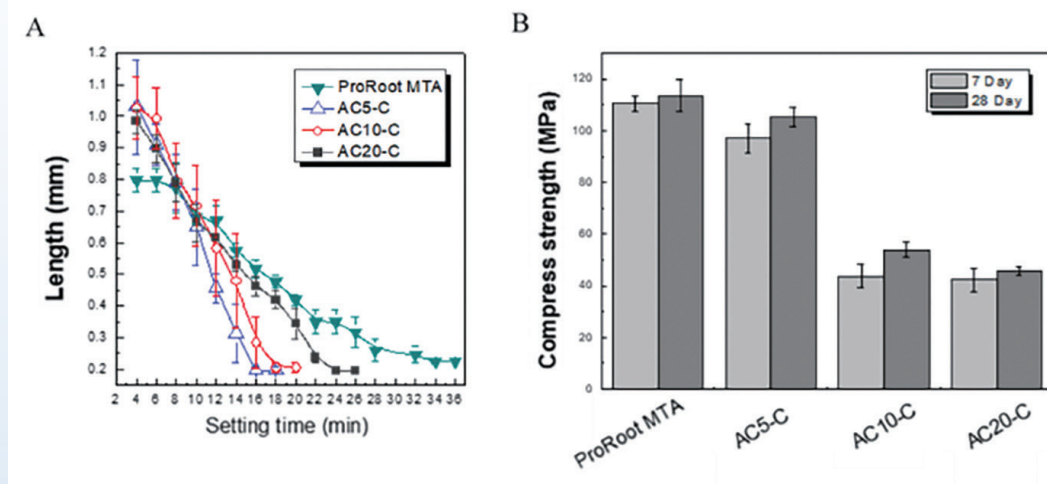 A
Length (mm)
1.2
1.1
1.0
0.9
0.8
0.7
0.6
0.5
0.4
0.3
0.2
ProRoot MTA
AC5-C
AC10-C
AC20-C
2 4 6 8 10 12 14 16 18 20 22 24 26 28 32 34 36
Setting time (min)
B
Compress strength (MPa)
120
100
80
60
40
20
0
7 Day
28 Day
ProRoot MTA
AC5-C
AC10-C
AC20-C